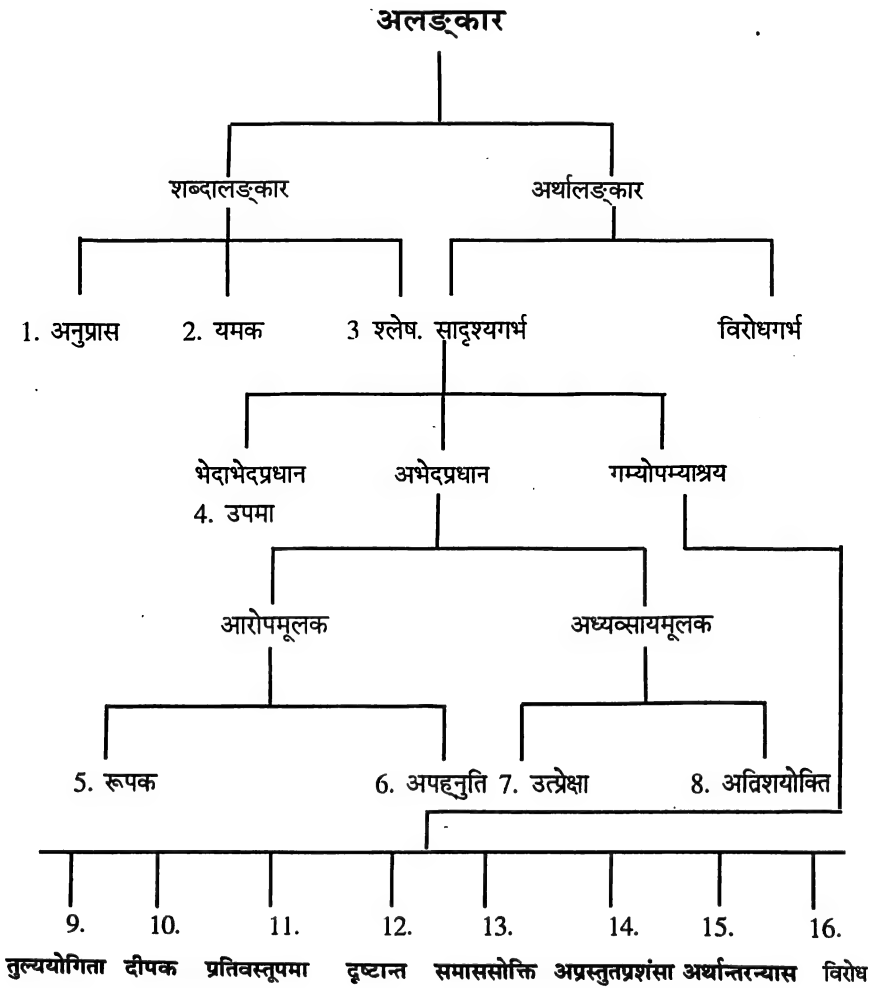 अलङ्कार
शब्दालङ्कार अर्थालङ्कार
1. अनुप्रास 2. यमक 3 श्लेष. सादृश्यगर्भ विरोधगर्भ
भेदाभेदप्रधान अभेदप्रधान गम्योपम्याश्रय
4. उपमा
आरोपमूलक अध्यव्सायमूलक
5. रूपक 6. अपह्नुति 7. उत्प्रेक्षा 8. अतिशयोक्ति
9. 10. 11. 12. 13. 14. 15. 16.
तुल्ययोगिता दीपक प्रतिवस्तूपमा दृष्टान्त समाससोक्ति अप्रस्तुतप्रशंसा अर्थान्तरन्यास विरोध